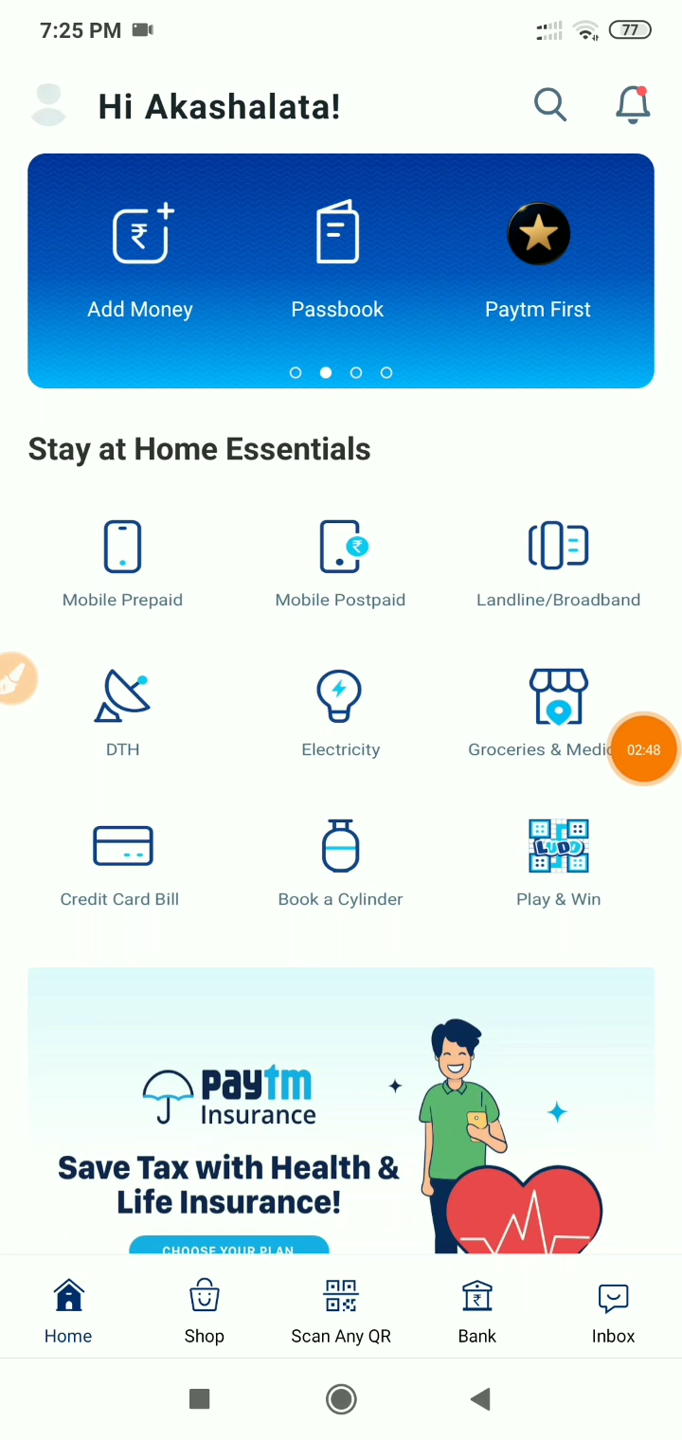 7:25 PM
77
Hi Akashalata!
Add Money
Passbook
Paytm First
Stay at Home Essentials
Mobile Prepaid
Mobile Postpaid
Landline/Broadband
DTH
Electricity
Groceries & Medic
02:48
Credit Card Bill
Book a Cylinder
LUDO
Play & Win
paytm
Insurance
Save Tax with Health &
Life Insurance!
CHOOSE YOUR PLAN
Home
Shop
Scan Any QR
Bank
Inbox